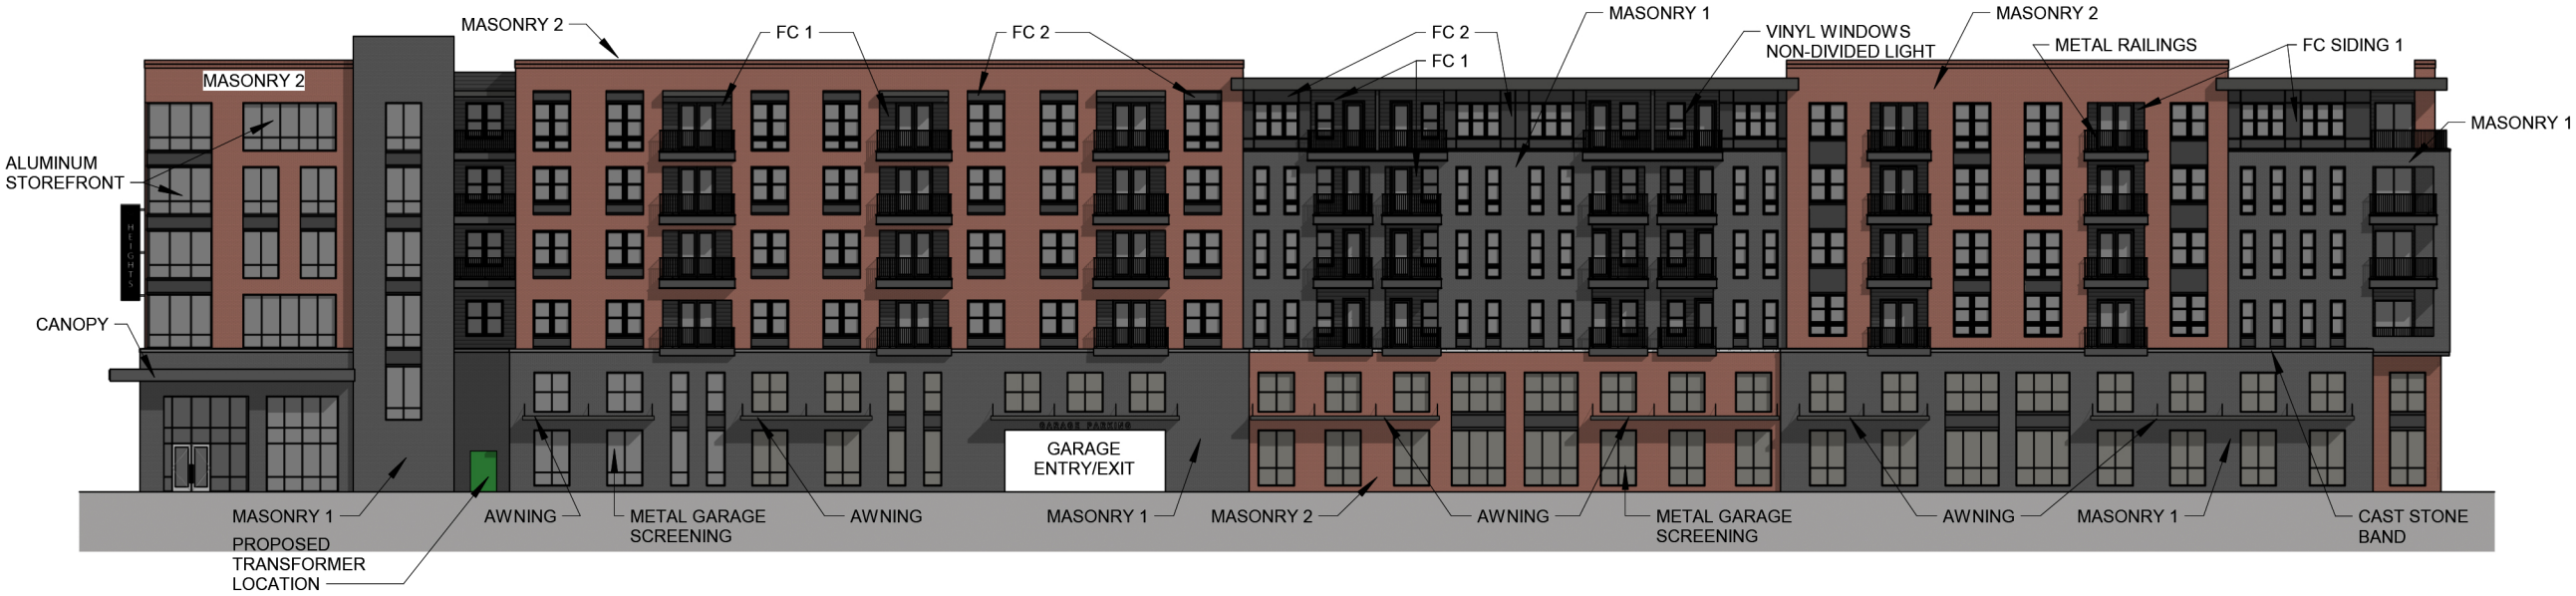 MASONRY 2
FC 1
FC 2
FC 2
FC 1
MASONRY 1
VINYL WINDOWS
NON-DIVIDED LIGHT
MASONRY 2
METAL RAILINGS
FC SIDING 1
MASONRY 2
MASONRY 1
ALUMINUM
STOREFRONT
HEIGHTS
CANOPY
GARAGE PARKING
GARAGE
ENTRY/EXIT
MASONRY 1
PROPOSED
TRANSFORMER
LOCATION
AWNING
METAL GARAGE
SCREENING
AWNING
MASONRY 1
MASONRY 2
AWNING
METAL GARAGE
SCREENING
AWNING
MASONRY 1
CAST STONE
BAND